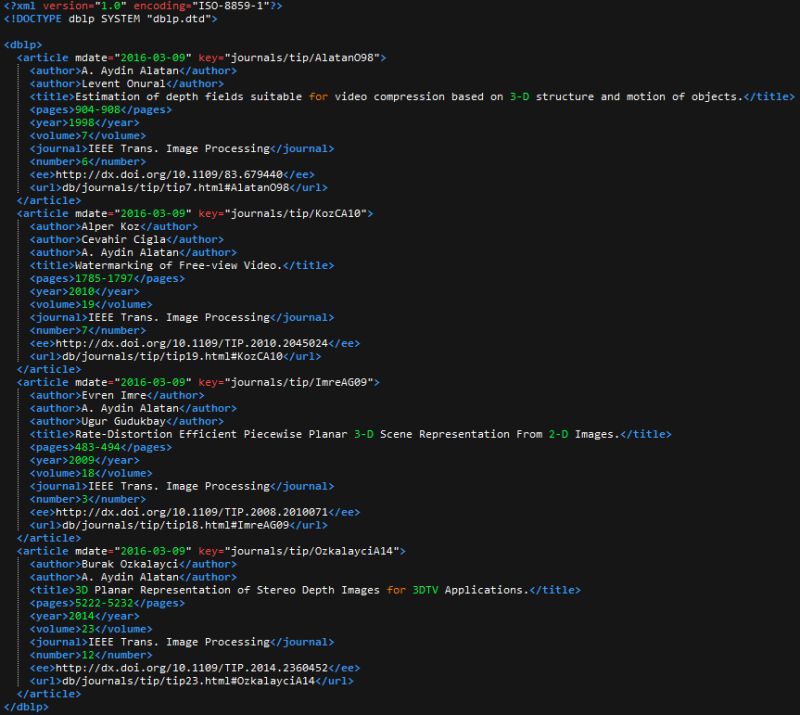 <?xml version="1.0" encoding="ISO-8859-1"?>
<!DOCTYPE dblp SYSTEM "dblp.dtd">
<dblp>
<article mdate="2016-03-09" key="journals/tip/AlatanO98">
<author>A. Aydin Alatan</author>
<author>Levent Onural</author>
<title>Estimation of depth fields suitable for video compression based on 3-D structure and motion of objects.</title>
<pages>904-908</pages>
<year>1998</year>
<volume>7</volume>
<journal>IEEE Trans. Image Processing</journal>
<number>6</number>
<ee>http://dx.doi.org/10.1109/83.679440</ee>
<url>db/journals/tip/tip7.html#AlatanO98</url>
</article>
<article mdate="2016-03-09" key="journals/tip/KozCA10">
<author>Alper Koz</author>
<author>Cevahir Cigla</author>
<author>A. Aydin Alatan</author>
<title>Watermarking of Free-view Video.</title>
<pages>1785-1797</pages>
<year>2010</year>
<volume>19</volume>
<journal>IEEE Trans. Image Processing</journal>
<number>7</number>
<ee>http://dx.doi.org/10.1109/TIP.2010.2045024</ee>
<url>db/journals/tip/tip19.html#KozCA10</url>
</article>
<article mdate="2016-03-09" key="journals/tip/ImreAG09">
<author>Evren Imre</author>
<author>A. Aydin Alatan</author>
<author>Ugur Gudukbay</author>
<title>Rate-Distortion Efficient Piecewise Planar 3-D Scene Representation From 2-D Images.</title>
<pages>483-494</pages>
<year>2009</year>
<volume>18</volume>
<journal>IEEE Trans. Image Processing</journal>
<number>3</number>
<ee>http://dx.doi.org/10.1109/TIP.2008.2010071</ee>
<url>db/journals/tip/tip18.html#ImreAG09</url>
</article>
<article mdate="2016-03-09" key="journals/tip/OzkalayciA14">
<author>Burak Ozkalayci</author>
<author>A. Aydin Alatan</author>
<title>3D Planar Representation of Stereo Depth Images for 3DTV Applications.</title>
<pages>5222-5232</pages>
<year>2014</year>
<volume>23</volume>
<journal>IEEE Trans. Image Processing</journal>
<number>12</number>
<ee>http://dx.doi.org/10.1109/TIP.2014.2360452</ee>
<url>db/journals/tip/tip23.html#OzkalayciA14</url>
</article>
</dblp>